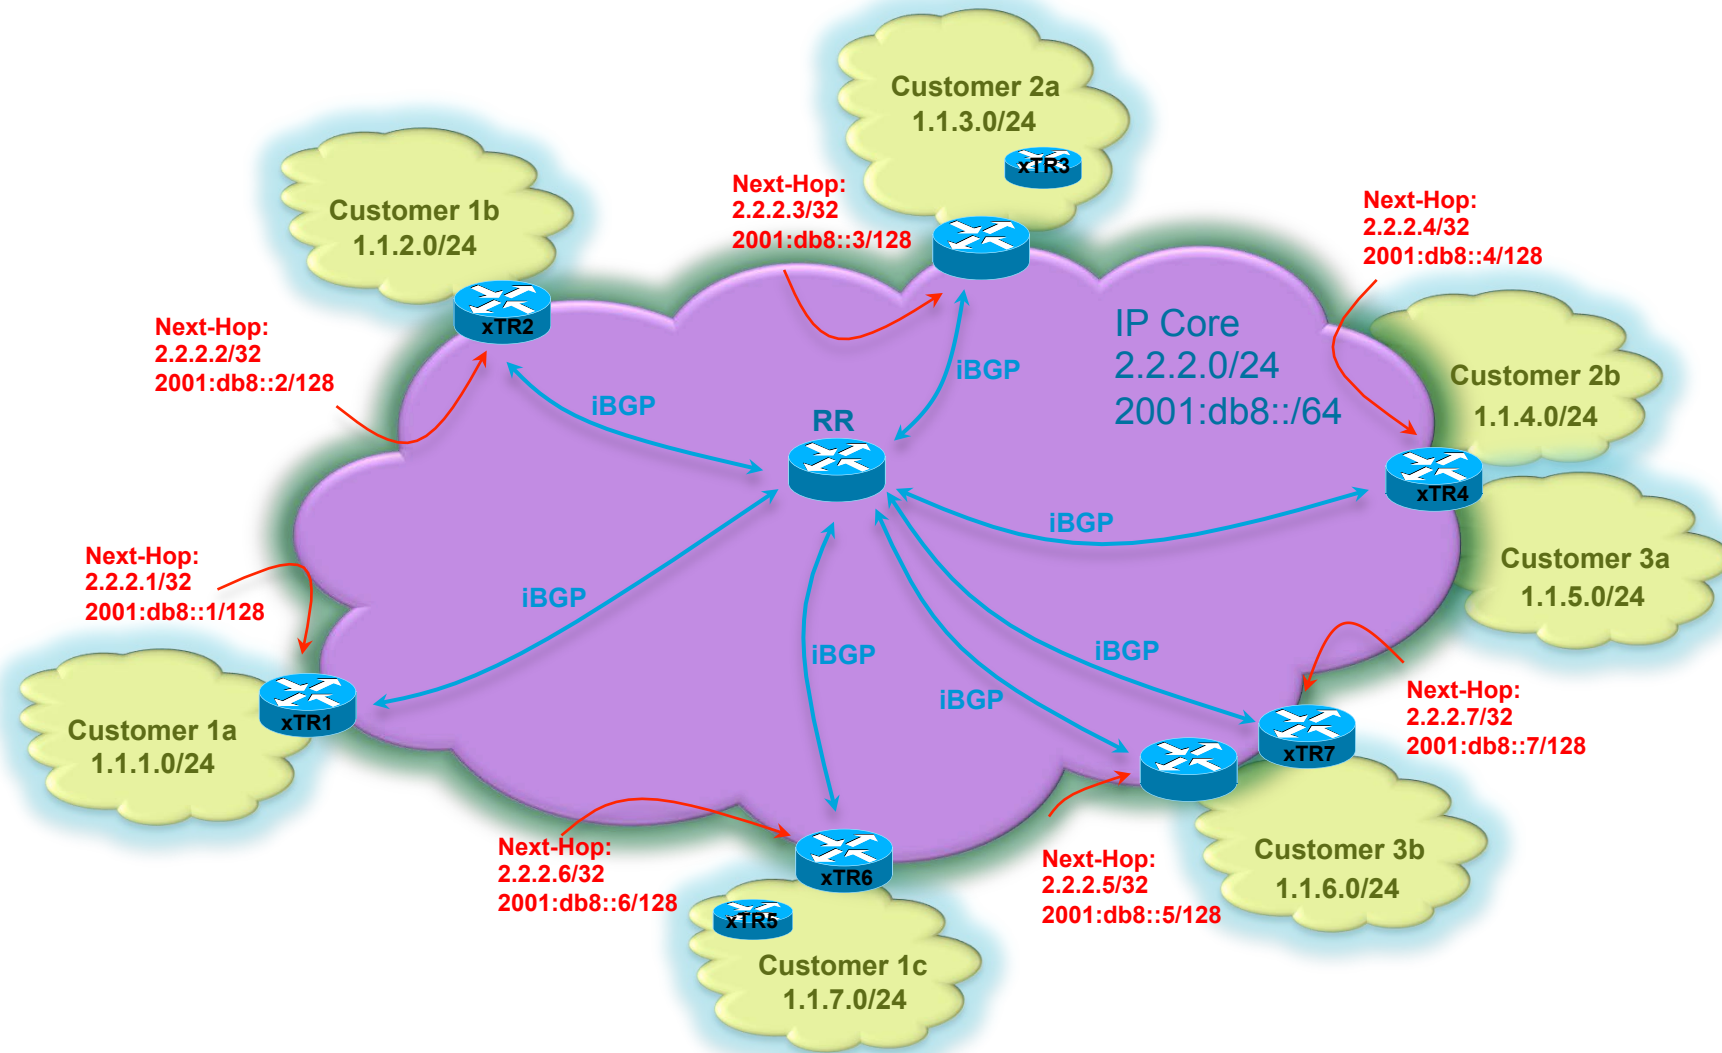 Customer 2a
1.1.3.0/24
xTR3
Next-Hop:
2.2.2.3/32
2001:db8::3/128
Next-Hop:
2.2.2.4/32
2001:db8::4/128
Customer 1b
1.1.2.0/24
xTR2
Next-Hop:
2.2.2.2/32
2001:db8::2/128
IP Core
2.2.2.0/24
2001:db8::/64
iBGP
iBGP
RR
Customer 2b
1.1.4.0/24
xTR4
iBGP
Customer 3a
1.1.5.0/24
Next-Hop:
2.2.2.1/32
2001:db8::1/128
iBGP
iBGP
iBGP
iBGP
Customer 1a
1.1.1.0/24
xTR1
Next-Hop:
2.2.2.7/32
2001:db8::7/128
xTR7
Next-Hop:
2.2.2.6/32
2001:db8::6/128
xTR6
xTR5
Customer 1c
1.1.7.0/24
Next-Hop:
2.2.2.5/32
2001:db8::5/128
Customer 3b
1.1.6.0/24